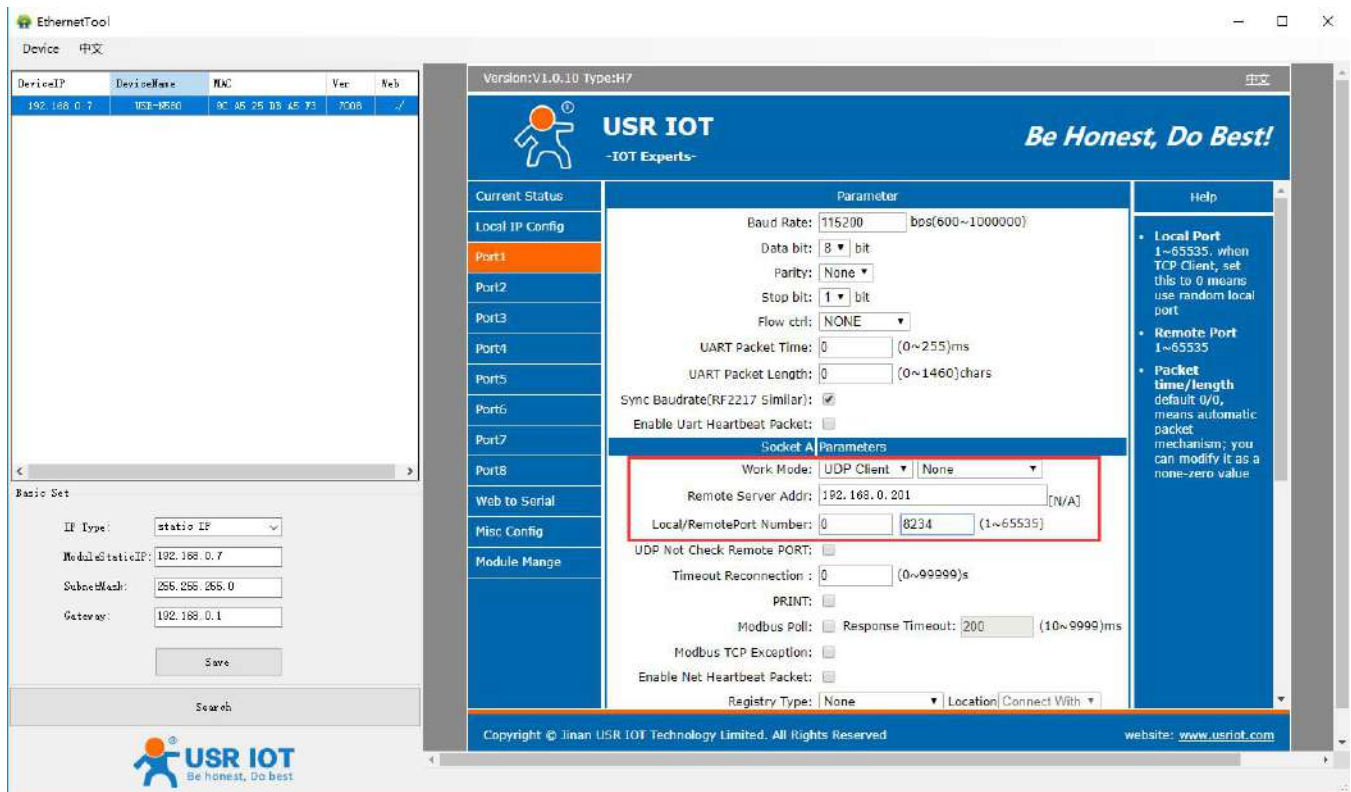 EthernetTool
Device 中文
DeviceIP DeviceName MAC Ver Web
192.168.0.7 USR-N580 9C A5 25 D3 A5 F3 7008 √
Basic Set
IP Type: static IP
ModuleStaticIP: 192.168.0.7
SubnetMask: 255.255.255.0
Gateway: 192.168.0.1
Save
Search
USR IOT
Be honest, Do best
Version:V1.0.10 Type:H7 中文
USR IOT
-IOT Experts-
Be Honest, Do Best!
Current Status
Local IP Config
Port1
Port2
Port3
Port4
Port5
Port6
Port7
Port8
Web to Serial
Misc Config
Module Mange
Parameter
Baud Rate: 115200 bps(600~1000000)
Data bit: 8 bit
Parity: None
Stop bit: 1 bit
Flow ctrl: NONE
UART Packet Time: 0 (0~255)ms
UART Packet Length: 0 (0~1460)chars
Sync Baudrate(RF2217 Similar):
Enable Uart Heartbeat Packet:
Socket A Parameters
Work Mode: UDP Client None
Remote Server Addr: 192.168.0.201 [N/A]
Local/RemotePort Number: 0 8234 (1~65535)
UDP Not Check Remote PORT:
Timeout Reconnection : 0 (0~99999)s
PRINT:
Modbus Poll: Response Timeout: 200 (10~9999)ms
Modbus TCP Exception:
Enable Net Heartbeat Packet:
Registry Type: None Location Connect With
Help
• Local Port
1~65535. when
TCP Client, set
this to 0 means
use random local
port
• Remote Port
1~65535
• Packet
time/length
default 0/0,
means automatic
packet
mechanism; you
can modify it as a
none-zero value
Copyright © Jinan USR IOT Technology Limited. All Rights Reserved website: www.usriot.com